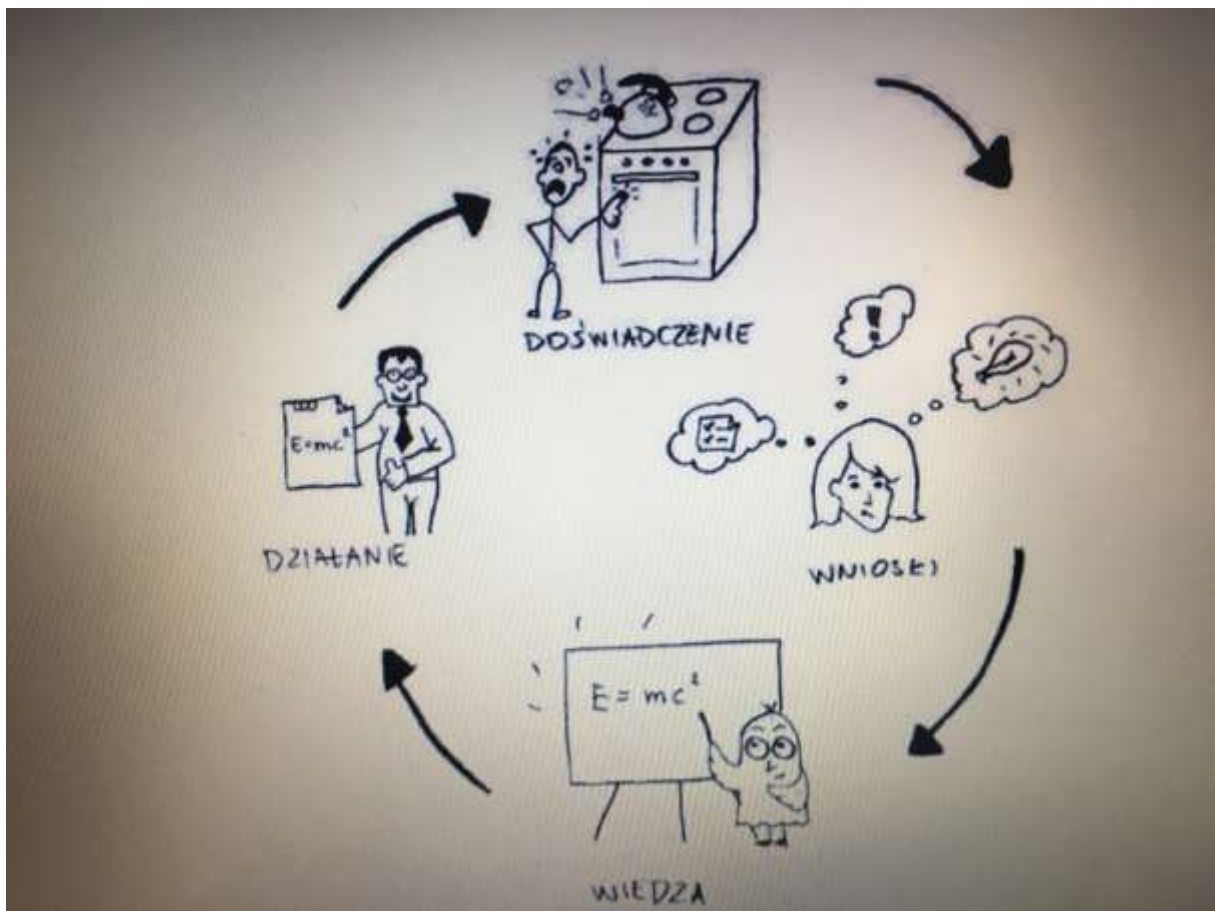 DOŚWIADCZENIE
!
WNIOSKI
E = mc²
WIEDZA
E=mc²
DZIAŁANIE